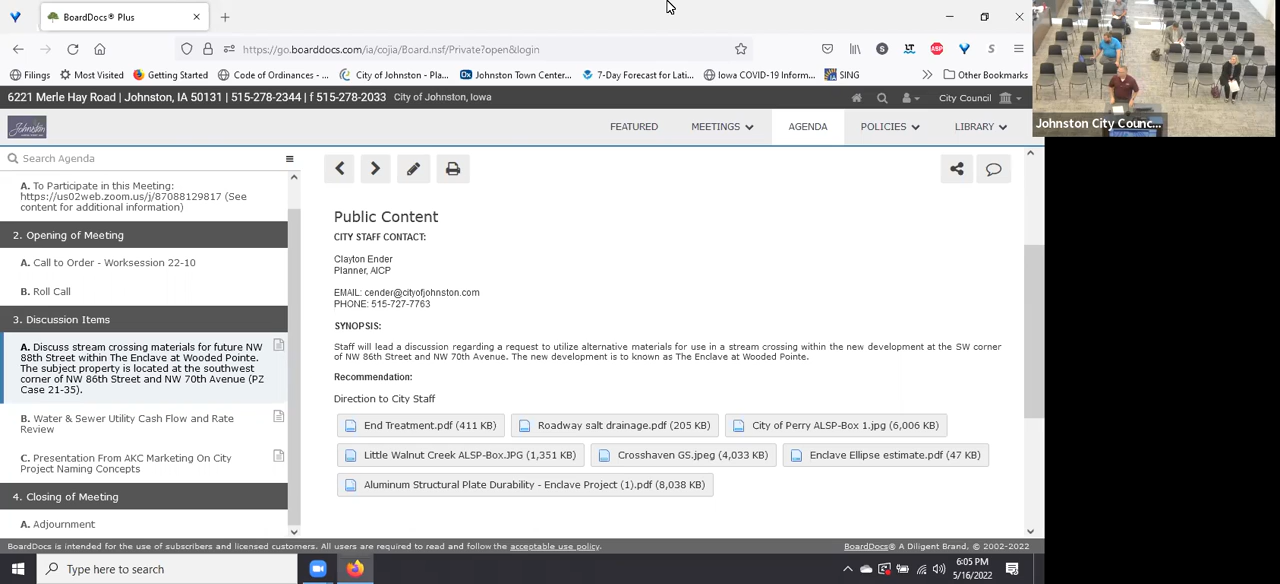 BoardDocs® Plus
https://go.boarddocs.com/ia/cojia/Board.nsf/Private?open&login
Filings
Most Visited
Getting Started
Code of Ordinances - ...
City of Johnston - Pla...
Johnston Town Center...
7-Day Forecast for Lati...
Iowa COVID-19 Inform...
SING
Other Bookmarks
6221 Merle Hay Road | Johnston, IA 50131 | 515-278-2344 | f 515-278-2033 City of Johnston, Iowa
City Council
Johnston
FEATURED
MEETINGS
AGENDA
POLICIES
LIBRARY
Search Agenda
A. To Participate in this Meeting:
https://us02web.zoom.us/j/87088129817 (See
content for additional information)
2. Opening of Meeting
A. Call to Order - Worksession 22-10
B. Roll Call
3. Discussion Items
A. Discuss stream crossing materials for future NW
88th Street within The Enclave at Wooded Pointe.
The subject property is located at the southwest
corner of NW 86th Street and NW 70th Avenue (PZ
Case 21-35).
B. Water & Sewer Utility Cash Flow and Rate
Review
C. Presentation From AKC Marketing On City
Project Naming Concepts
4. Closing of Meeting
A. Adjournment
Public Content
CITY STAFF CONTACT:
Clayton Ender
Planner, AICP
EMAIL: cender@cityofjohnston.com
PHONE: 515-727-7763
SYNOPSIS:
Staff will lead a discussion regarding a request to utilize alternative materials for use in a stream crossing within the new development at the SW corner
of NW 86th Street and NW 70th Avenue. The new development is to known as The Enclave at Wooded Pointe.
Recommendation:
Direction to City Staff
End Treatment.pdf (411 KB)
Roadway salt drainage.pdf (205 KB)
City of Perry ALSP-Box 1.jpg (6,006 KB)
Little Walnut Creek ALSP-Box.JPG (1,351 KB)
Crosshaven GS.jpeg (4,033 KB)
Enclave Ellipse estimate.pdf (47 KB)
Aluminum Structural Plate Durability - Enclave Project (1).pdf (8,038 KB)
BoardDocs is intended for the use of subscribers and licensed customers. All users are required to read and follow the acceptable use policy.
BoardDocs® A Diligent Brand, © 2002-2022
Type here to search
6:05 PM
5/16/2022
Johnston City Counc...